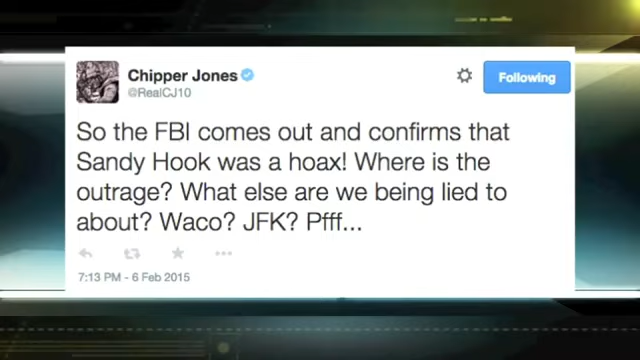 Chipper Jones
@RealCJ10
Following
So the FBI comes out and confirms that
Sandy Hook was a hoax! Where is the
outrage? What else are we being lied to
about? Waco? JFK? Pfff...
7:13 PM - 6 Feb 2015